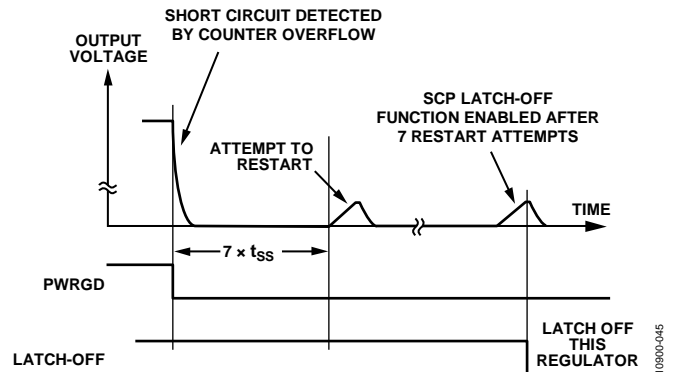 SHORT CIRCUIT DETECTED
BY COUNTER OVERFLOW
OUTPUT
VOLTAGE
SCP LATCH-OFF
FUNCTION ENABLED AFTER
7 RESTART ATTEMPTS
ATTEMPT TO
RESTART
TIME
7 × tSS
PWRGD
LATCH-OFF
LATCH OFF
THIS
REGULATOR
10900-045